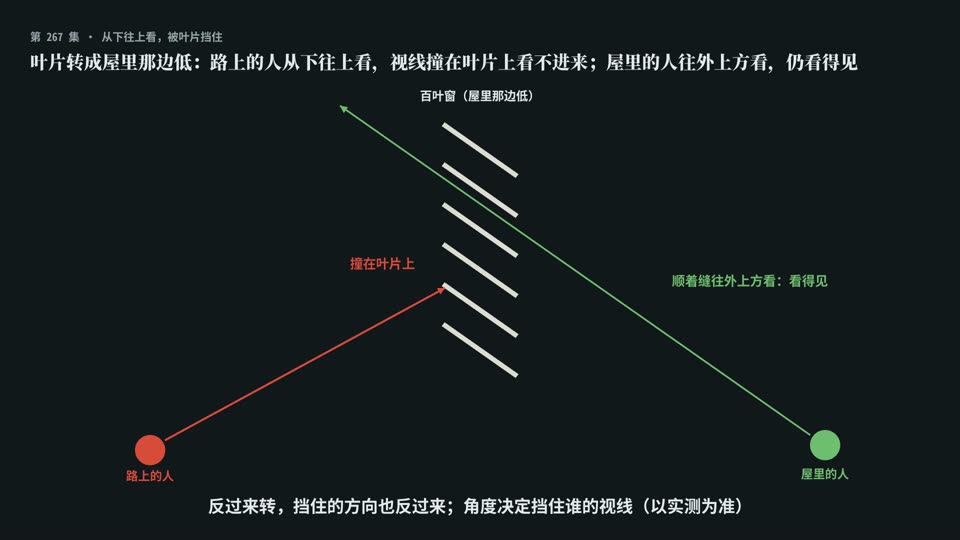 第 267 集 · 从下往上看，被叶片挡住
叶片转成屋里那边低：路上的人从下往上看，视线撞在叶片上看不进来；屋里的人往外上方看，仍看得见
百叶窗（屋里那边低）
撞在叶片上
顺着缝往外上方看：看得见
路上的人
屋里的人
反过来转，挡住的方向也反过来；角度决定挡住谁的视线（以实测为准）